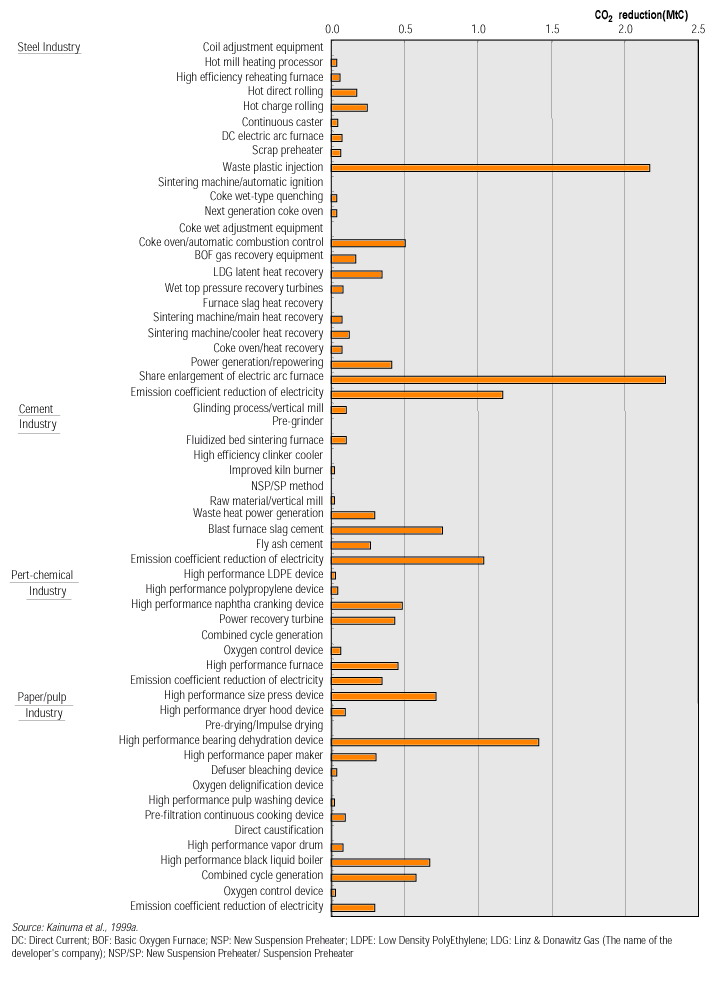 CO2 reduction(MtC)
0.0 0.5 1.0 1.5 2.0 2.5
Steel Industry
Coil adjustment equipment
Hot mill heating processor
High efficiency reheating furnace
Hot direct rolling
Hot charge rolling
Continuous caster
DC electric arc furnace
Scrap preheater
Waste plastic injection
Sintering machine/automatic ignition
Coke wet-type quenching
Next generation coke oven
Coke wet adjustment equipment
Coke oven/automatic combustion control
BOF gas recovery equipment
LDG latent heat recovery
Wet top pressure recovery turbines
Furnace slag heat recovery
Sintering machine/main heat recovery
Sintering machine/cooler heat recovery
Coke oven/heat recovery
Power generation/repowering
Share enlargement of electric arc furnace
Emission coefficient reduction of electricity
Cement
Industry
Glinding process/vertical mill
Pre-grinder
Fluidized bed sintering furnace
High efficiency clinker cooler
Improved kiln burner
NSP/SP method
Raw material/vertical mill
Waste heat power generation
Blast furnace slag cement
Fly ash cement
Emission coefficient reduction of electricity
Pert-chemical
Industry
High performance LDPE device
High performance polypropylene device
High performance naphtha cranking device
Power recovery turbine
Combined cycle generation
Oxygen control device
High performance furnace
Emission coefficient reduction of electricity
Paper/pulp
Industry
High performance size press device
High performance dryer hood device
Pre-drying/Impulse drying
High performance bearing dehydration device
High performance paper maker
Defuser bleaching device
Oxygen delignification device
High performance pulp washing device
Pre-filtration continuous cooking device
Direct caustification
High performance vapor drum
High performance black liquid boiler
Combined cycle generation
Oxygen control device
Emission coefficient reduction of electricity
Source: Kainuma et al., 1999a.
DC: Direct Current; BOF: Basic Oxygen Furnace; NSP: New Suspension Preheater; LDPE: Low Density PolyEthylene; LDG: Linz & Donawitz Gas (The name of the
developer's company); NSP/SP: New Suspension Preheater/ Suspension Preheater